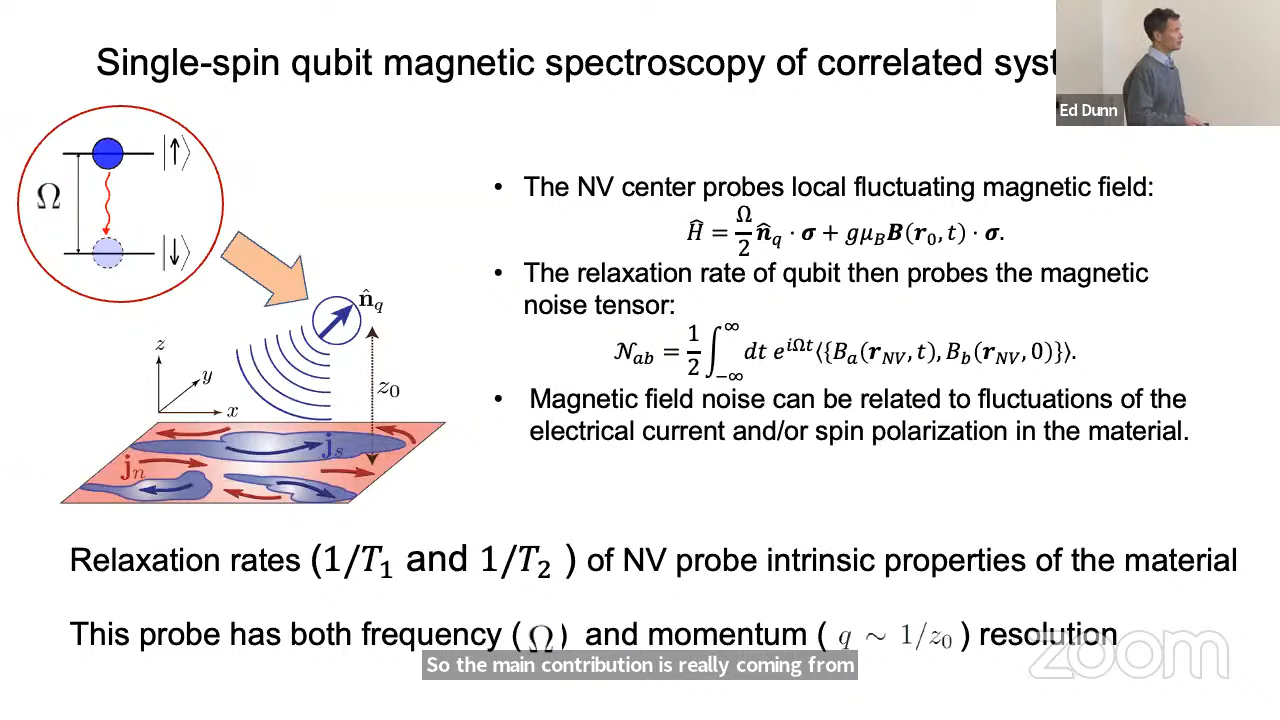 Single-spin qubit magnetic spectroscopy of correlated syst
Ed Dunn
|↑⟩
Ω
|↓⟩
n̂_q
z
y
x
z₀
j_s
j_n
• The NV center probes local fluctuating magnetic field:
Ĥ = Ω/2 n̂_q · σ + gμ_B B(r₀, t) · σ.
• The relaxation rate of qubit then probes the magnetic
noise tensor:
𝒩_ab = 1/2 ∫_{-∞}^{∞} dt e^{iΩt}⟨{B_a(r_NV, t), B_b(r_NV, 0)}⟩.
• Magnetic field noise can be related to fluctuations of the
electrical current and/or spin polarization in the material.
Relaxation rates (1/T₁ and 1/T₂ ) of NV probe intrinsic properties of the material
This probe has both frequency ( Ω ) and momentum ( q ∼ 1/z₀ ) resolution
So the main contribution is really coming from
zoom